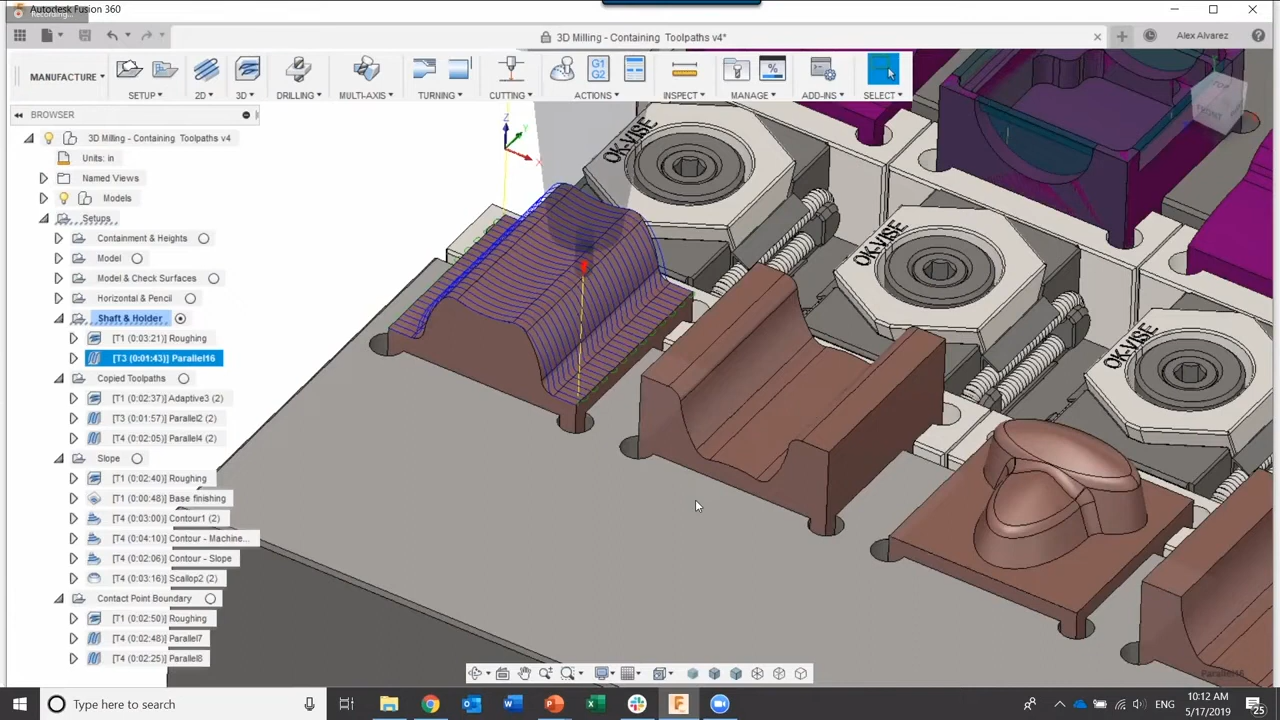 Autodesk Fusion 360
Recording...
3D Milling - Containing Toolpaths v4*
Alex Alvarez
MANUFACTURE
SETUP
2D
3D
DRILLING
MULTI-AXIS
TURNING
CUTTING
G1
G2
ACTIONS
INSPECT
%
MANAGE
ADD-INS
SELECT
BROWSER
3D Milling - Containing Toolpaths v4
Units: in
Named Views
Models
Setups
Containment & Heights
Model
Model & Check Surfaces
Horizontal & Pencil
Shaft & Holder
[T1 (0:03:21)] Roughing
[T3 (0:01:43)] Parallel16
Copied Toolpaths
[T1 (0:02:37)] Adaptive3 (2)
[T3 (0:01:57)] Parallel2 (2)
[T4 (0:02:05)] Parallel4 (2)
Slope
[T1 (0:02:40)] Roughing
[T1 (0:00:48)] Base finishing
[T4 (0:03:00)] Contour1 (2)
[T4 (0:04:10)] Contour - Machine...
[T4 (0:02:06)] Contour - Slope
[T4 (0:03:16)] Scallop2 (2)
Contact Point Boundary
[T1 (0:02:50)] Roughing
[T4 (0:02:48)] Parallel7
[T4 (0:02:25)] Parallel8
Z
Y
X
OK-VISE
OK-VISE
OK-VISE
TOP
FRONT
Parallel16
Type here to search
ENG
10:12 AM
5/17/2019
25